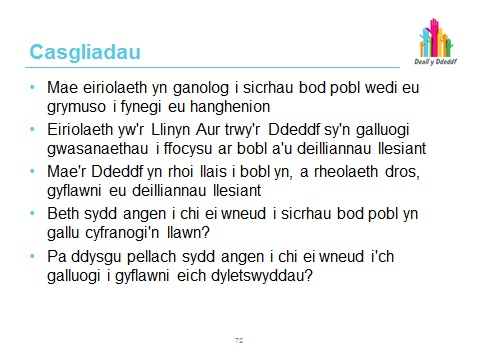 Casgliadau
Deall y Ddeddf
• Mae eiriolaeth yn ganolog i sicrhau bod pobl wedi eu
grymuso i fynegi eu hanghenion
• Eiriolaeth yw'r Llinyn Aur trwy'r Ddeddf sy'n galluogi
gwasanaethau i ffocysu ar bobl a'u deilliannau llesiant
• Mae'r Ddeddf yn rhoi llais i bobl yn, a rheolaeth dros,
gyflawni eu deilliannau llesiant
• Beth sydd angen i chi ei wneud i sicrhau bod pobl yn
gallu cyfranogi'n llawn?
• Pa ddysgu pellach sydd angen i chi ei wneud i'ch
galluogi i gyflawni eich dyletswyddau?
72